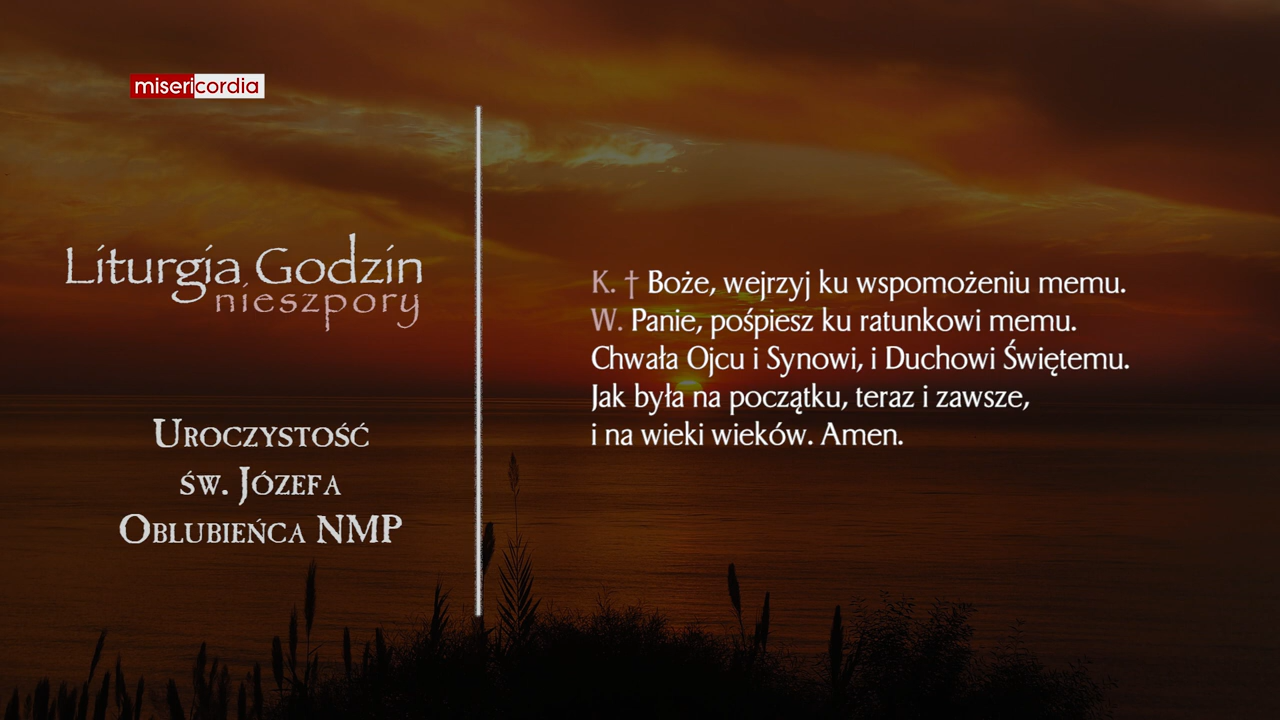 misericordia
Liturgia Godzin
nieszpory
Uroczystość
św. Józefa
Oblubieńca NMP
K. † Boże, wejrzyj ku wspomożeniu memu.
W. Panie, pośpiesz ku ratunkowi memu.
Chwała Ojcu i Synowi, i Duchowi Świętemu.
Jak była na początku, teraz i zawsze,
i na wieki wieków. Amen.